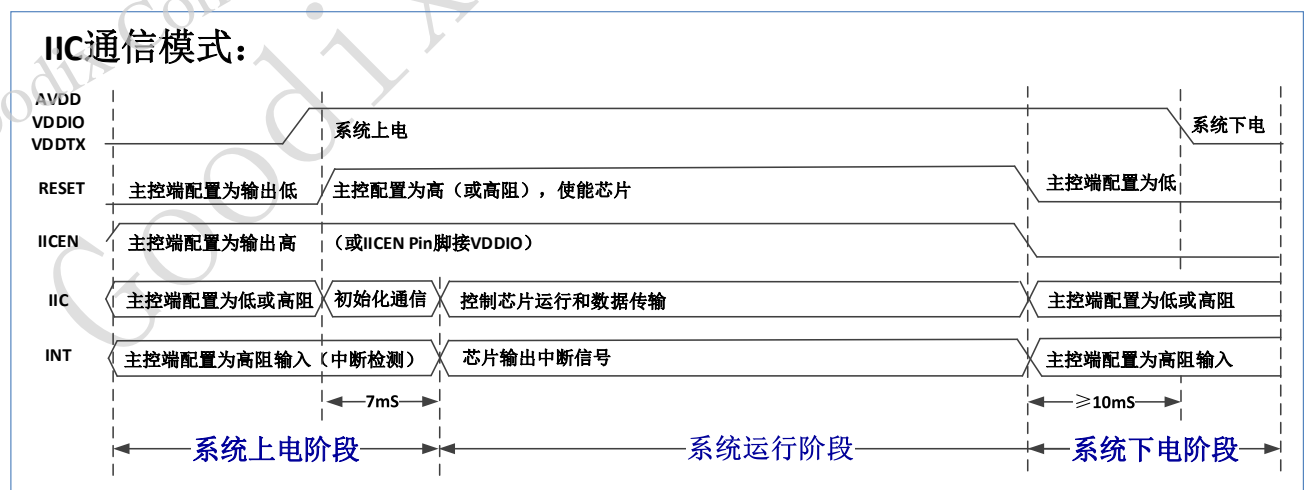 IIC通信模式：
AVDD
VDDIO
VDDTX
系统上电
系统下电
RESET
主控端配置为输出低
主控配置为高（或高阻），使能芯片
主控端配置为低
IICEN
主控端配置为输出高
（或IICEN Pin脚接VDDIO）
IIC
主控端配置为低或高阻
初始化通信
控制芯片运行和数据传输
主控端配置为低或高阻
INT
主控端配置为高阻输入（中断检测）
芯片输出中断信号
主控端配置为高阻输入
7mS
≥10mS
系统上电阶段
系统运行阶段
系统下电阶段
Goodix